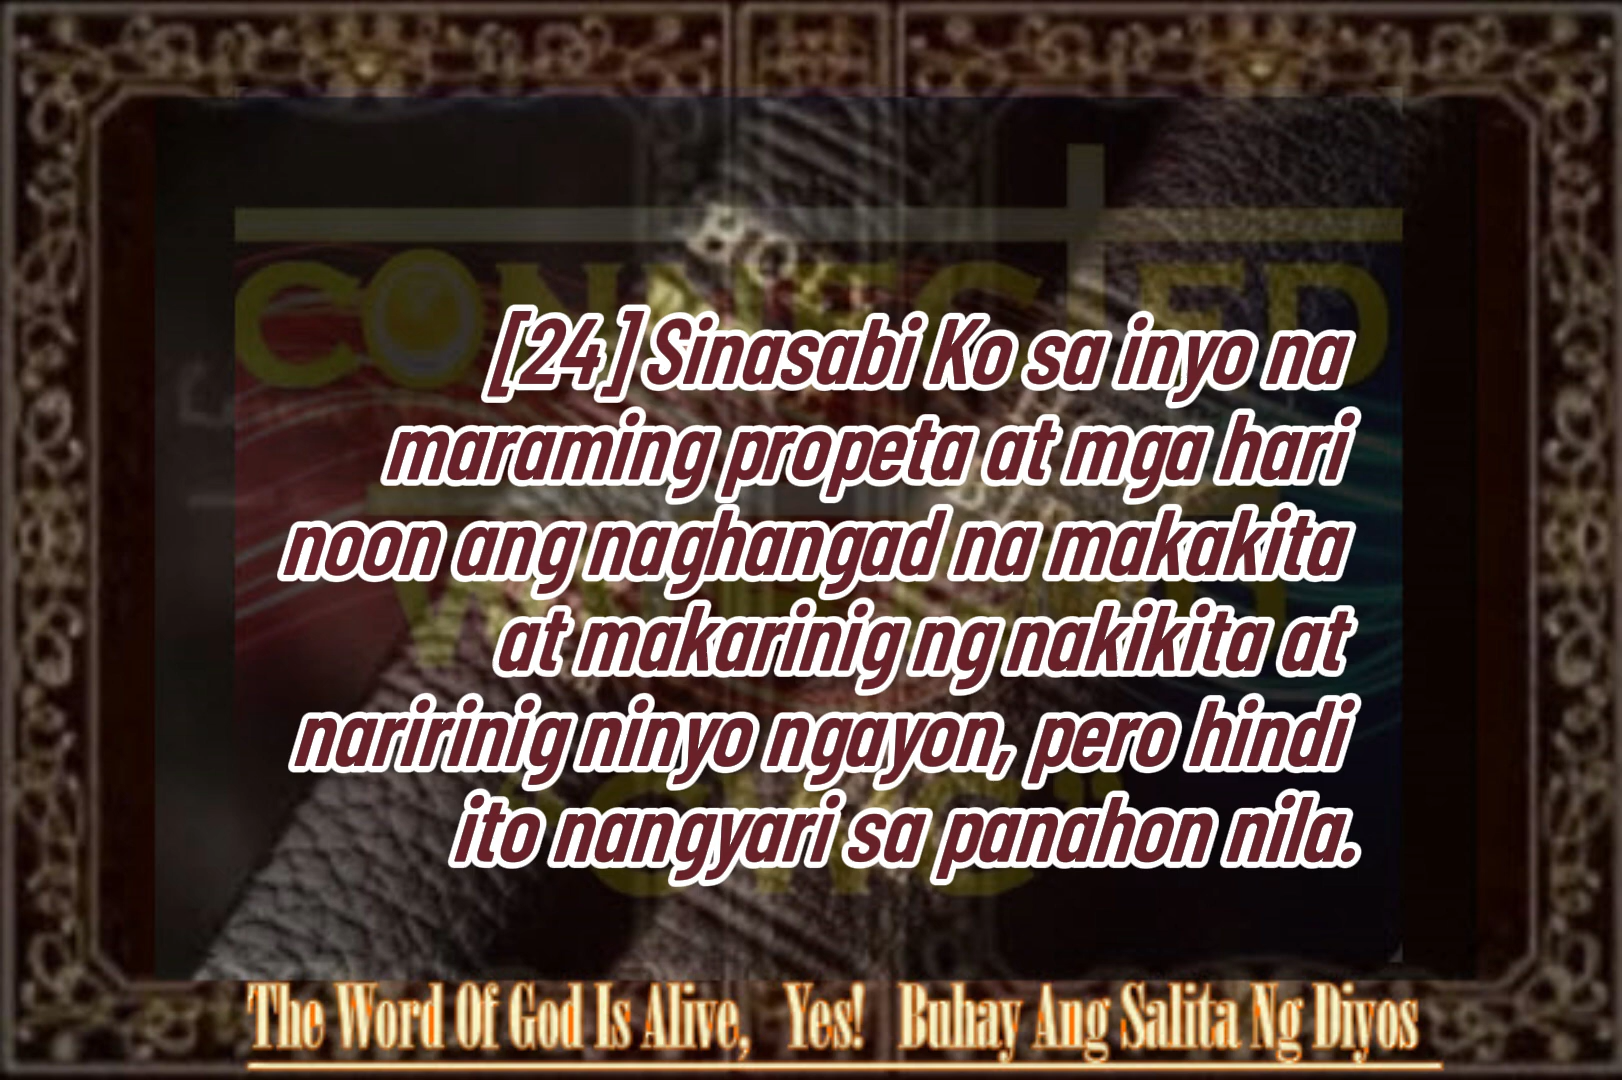 CONNECTED
[24] Sinasabi Ko sa inyo na
maraming propeta at mga hari
noon ang naghangad na makakita
at makarinig ng nakikita at
naririnig ninyo ngayon, pero hindi
ito nangyari sa panahon nila.
The Word Of God Is Alive, Yes! Buhay Ang Salita Ng Diyos